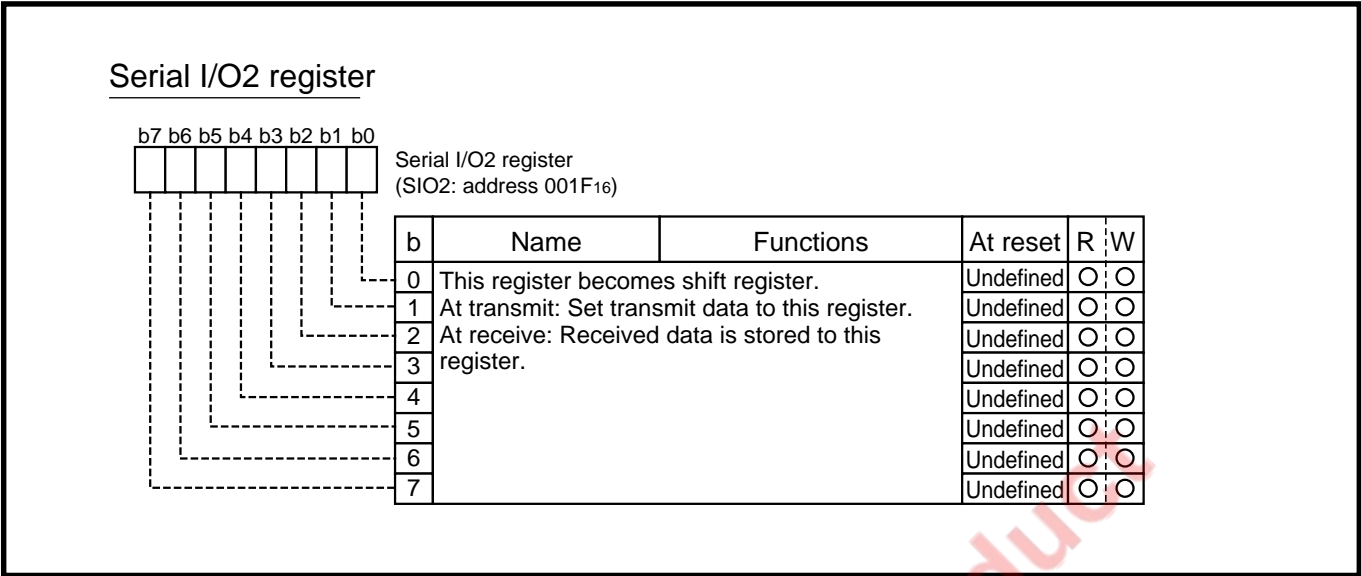 Serial I/O2 register
b7 b6 b5 b4 b3 b2 b1 b0
Serial I/O2 register
(SIO2: address 001F16)
b Name Functions At reset R W
0 This register becomes shift register. Undefined O O
1 At transmit: Set transmit data to this register. Undefined O O
2 At receive: Received data is stored to this Undefined O O
3 register. Undefined O O
4 Undefined O O
5 Undefined O O
6 Undefined O O
7 Undefined O O